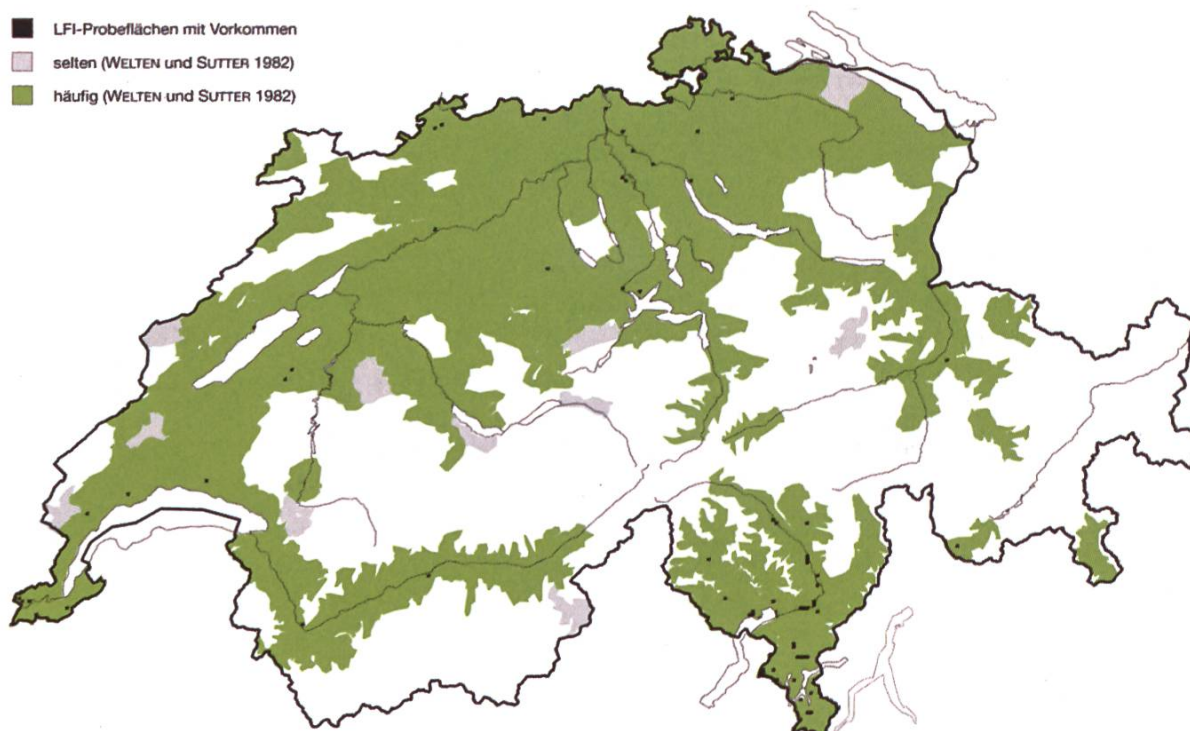 LFI-Probeflächen mit Vorkommen
selten (WELTEN und SUTTER 1982)
häufig (WELTEN und SUTTER 1982)